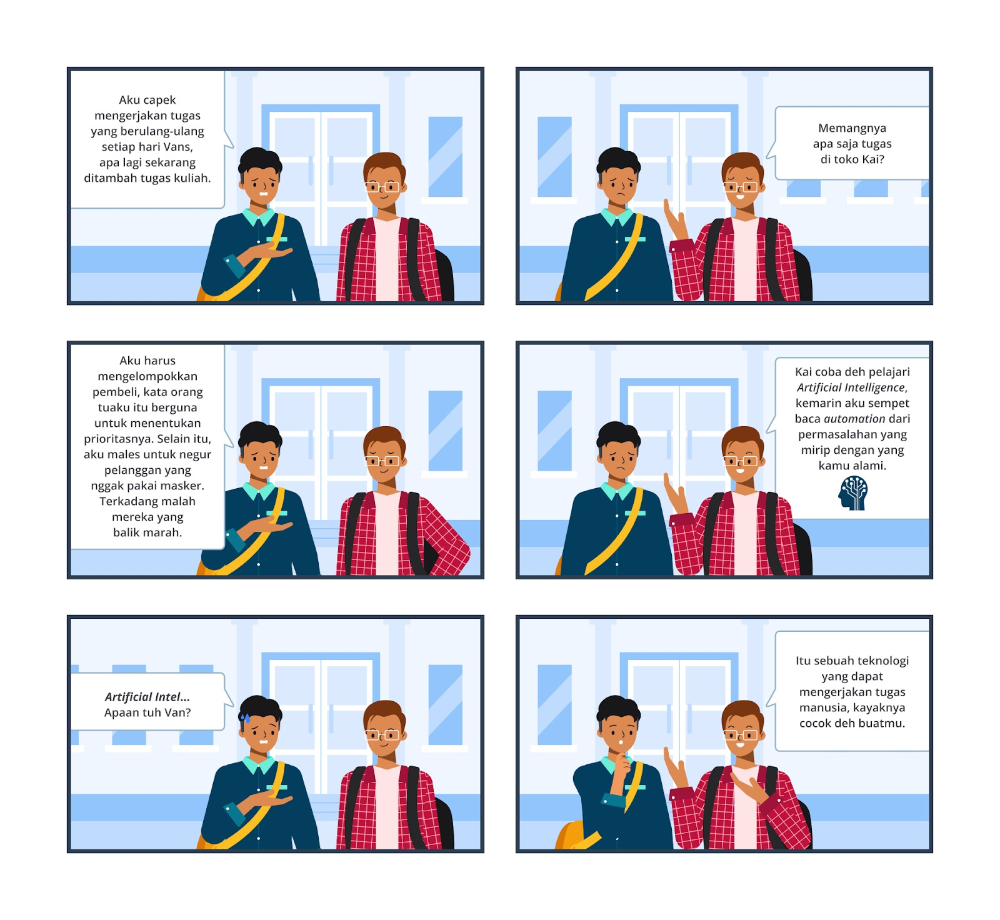 Aku capek
mengerjakan tugas
yang berulang-ulang
setiap hari Vans,
apa lagi sekarang
ditambah tugas kuliah.
Memangnya
apa saja tugas
di toko Kai?
Aku harus
mengelompokkan
pembeli, kata orang
tuaku itu berguna
untuk menentukan
prioritasnya. Selain itu,
aku males untuk negur
pelanggan yang
nggak pakai masker.
Terkadang malah
mereka yang
balik marah.
Kai coba deh pelajari
Artificial Intelligence,
kemarin aku sempet
baca automation dari
permasalahan yang
mirip dengan yang
kamu alami.
Artificial Intel...
Apaan tuh Van?
Itu sebuah teknologi
yang dapat
mengerjakan tugas
manusia, kayaknya
cocok deh buatmu.